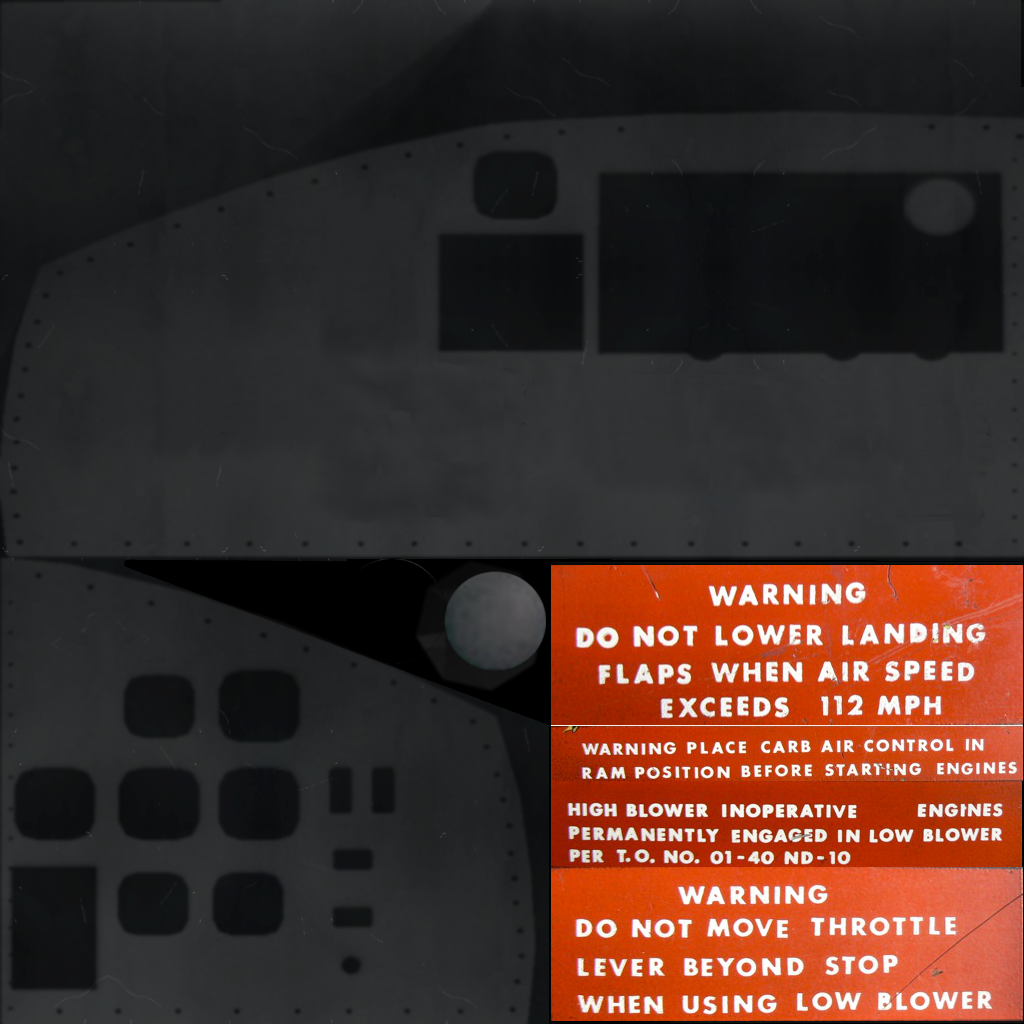 WARNING
DO NOT LOWER LANDING
FLAPS WHEN AIR SPEED
EXCEEDS 112 MPH
WARNING PLACE CARB AIR CONTROL IN
RAM POSITION BEFORE STARTING ENGINES
HIGH BLOWER INOPERATIVE ENGINES
PERMANENTLY ENGAGED IN LOW BLOWER
PER T.O. NO. 01-40 ND-10
WARNING
DO NOT MOVE THROTTLE
LEVER BEYOND STOP
WHEN USING LOW BLOWER